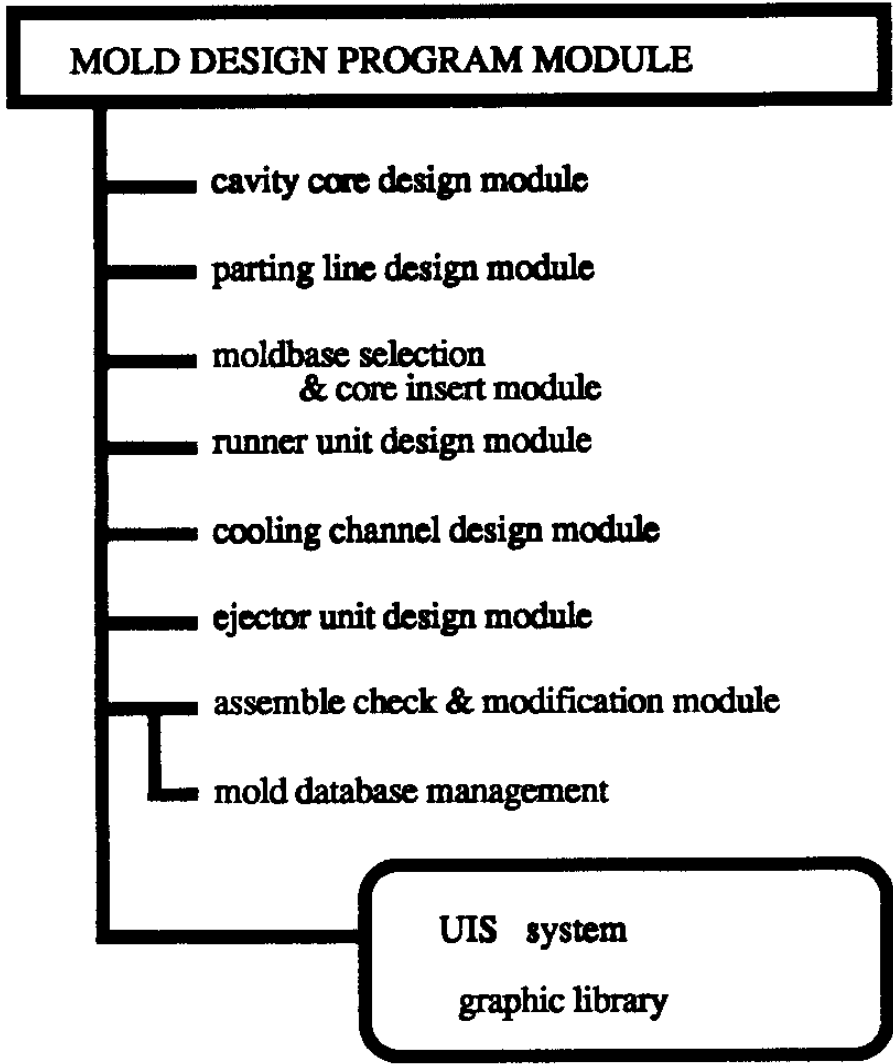 MOLD DESIGN PROGRAM MODULE
cavity core design module
parting line design module
moldbase selection
& core insert module
runner unit design module
cooling channel design module
ejector unit design module
assemble check & modification module
mold database management
UIS system
graphic library